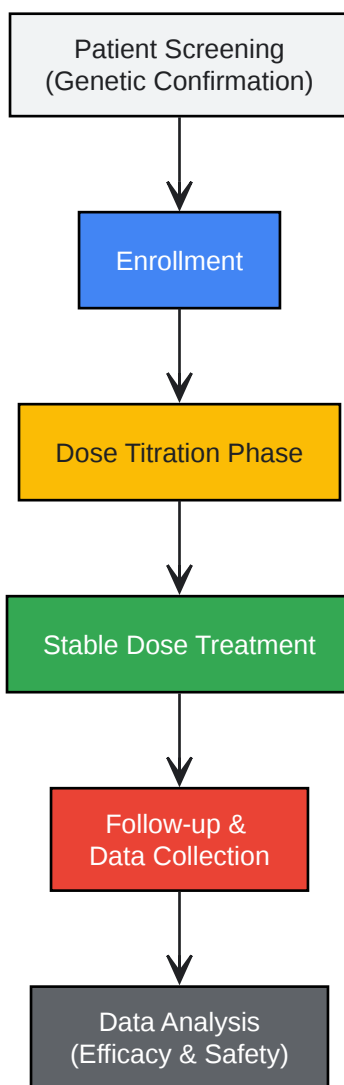 Patient Screening
(Genetic Confirmation)
Enrollment
Dose Titration Phase
Stable Dose Treatment
Follow-up &
Data Collection
Data Analysis
(Efficacy & Safety)